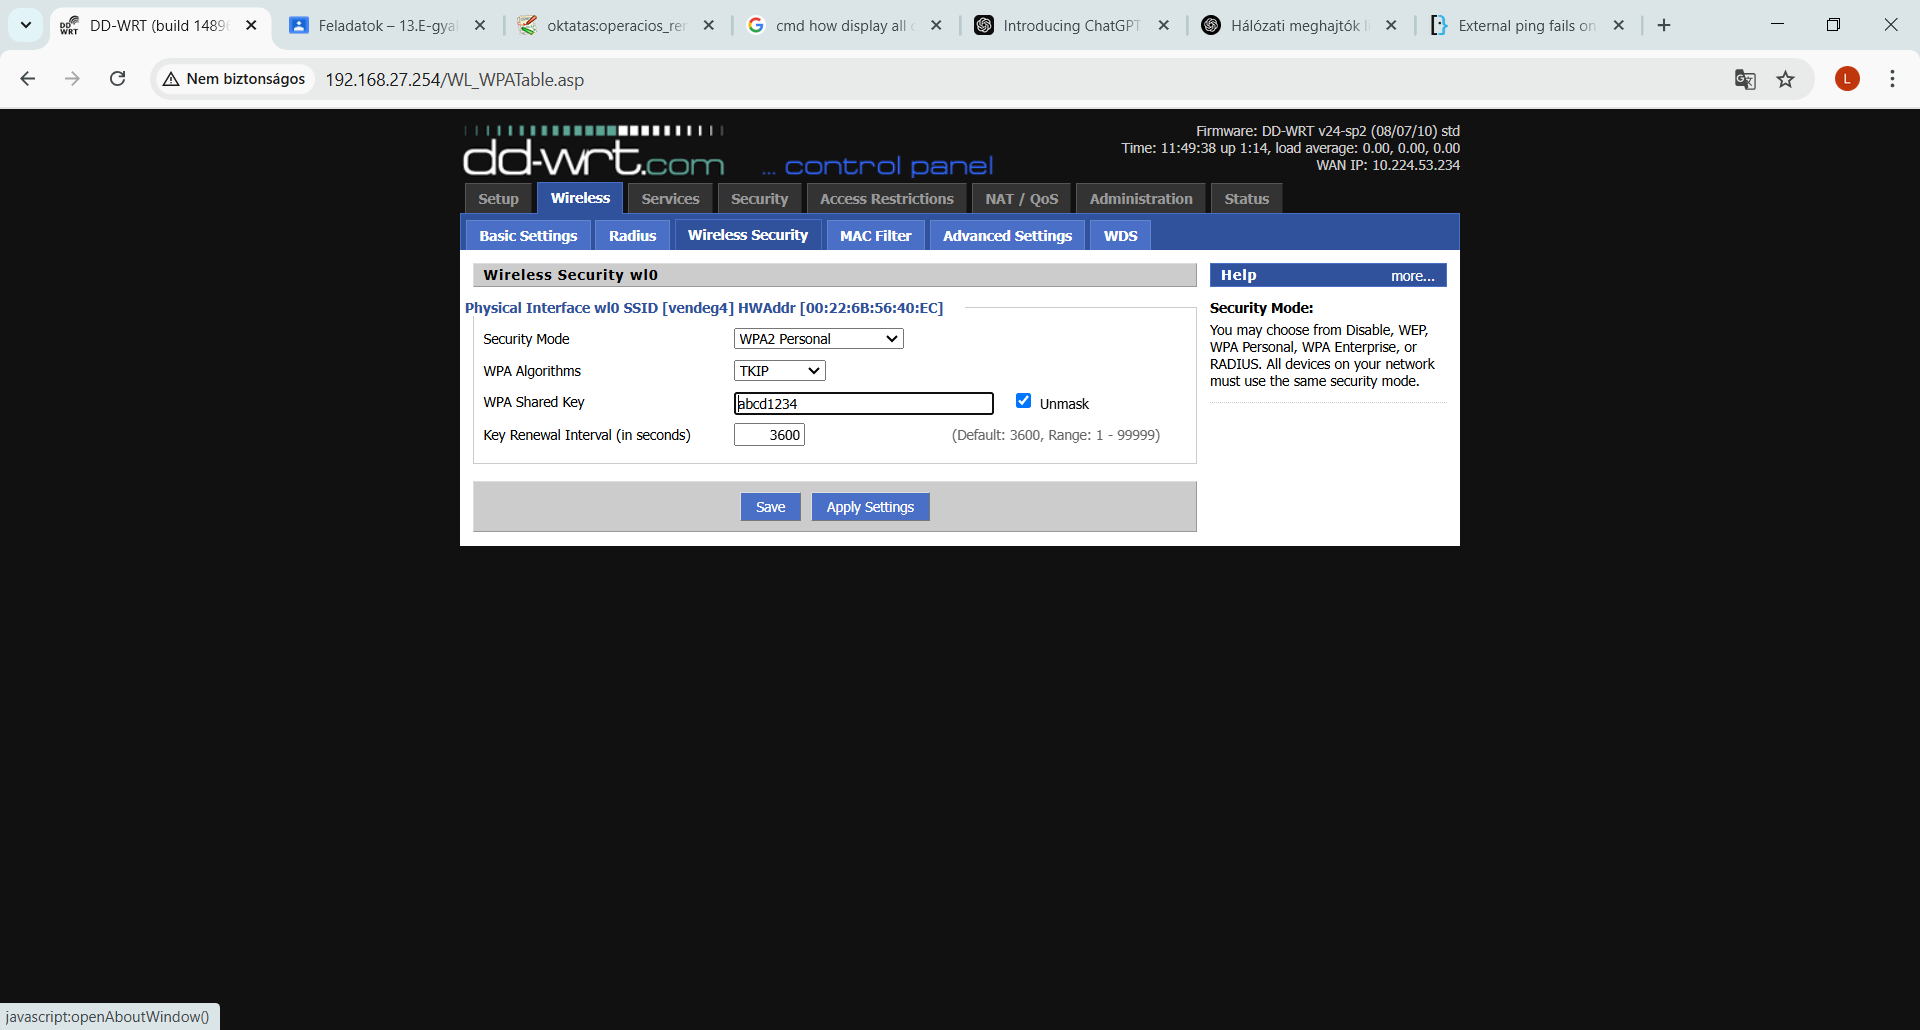 DD-WRT (build 1489
Feladatok – 13.E-gya
oktatas:operacios_re
cmd how display all
Introducing ChatGPT
Hálózati meghajtók l
External ping fails on
Nem biztonságos
192.168.27.254/WL_WPATable.asp
L
dd-wrt.com ... control panel
Firmware: DD-WRT v24-sp2 (08/07/10) std
Time: 11:49:38 up 1:14, load average: 0.00, 0.00, 0.00
WAN IP: 10.224.53.234
Setup Wireless Services Security Access Restrictions NAT / QoS Administration Status
Basic Settings Radius Wireless Security MAC Filter Advanced Settings WDS
Wireless Security wl0
Physical Interface wl0 SSID [vendeg4] HWAddr [00:22:6B:56:40:EC]
Security Mode WPA2 Personal
WPA Algorithms TKIP
WPA Shared Key abcd1234 Unmask
Key Renewal Interval (in seconds) 3600 (Default: 3600, Range: 1 - 99999)
Save Apply Settings
Help more...
Security Mode:
You may choose from Disable, WEP,
WPA Personal, WPA Enterprise, or
RADIUS. All devices on your network
must use the same security mode.
javascript:openAboutWindow()